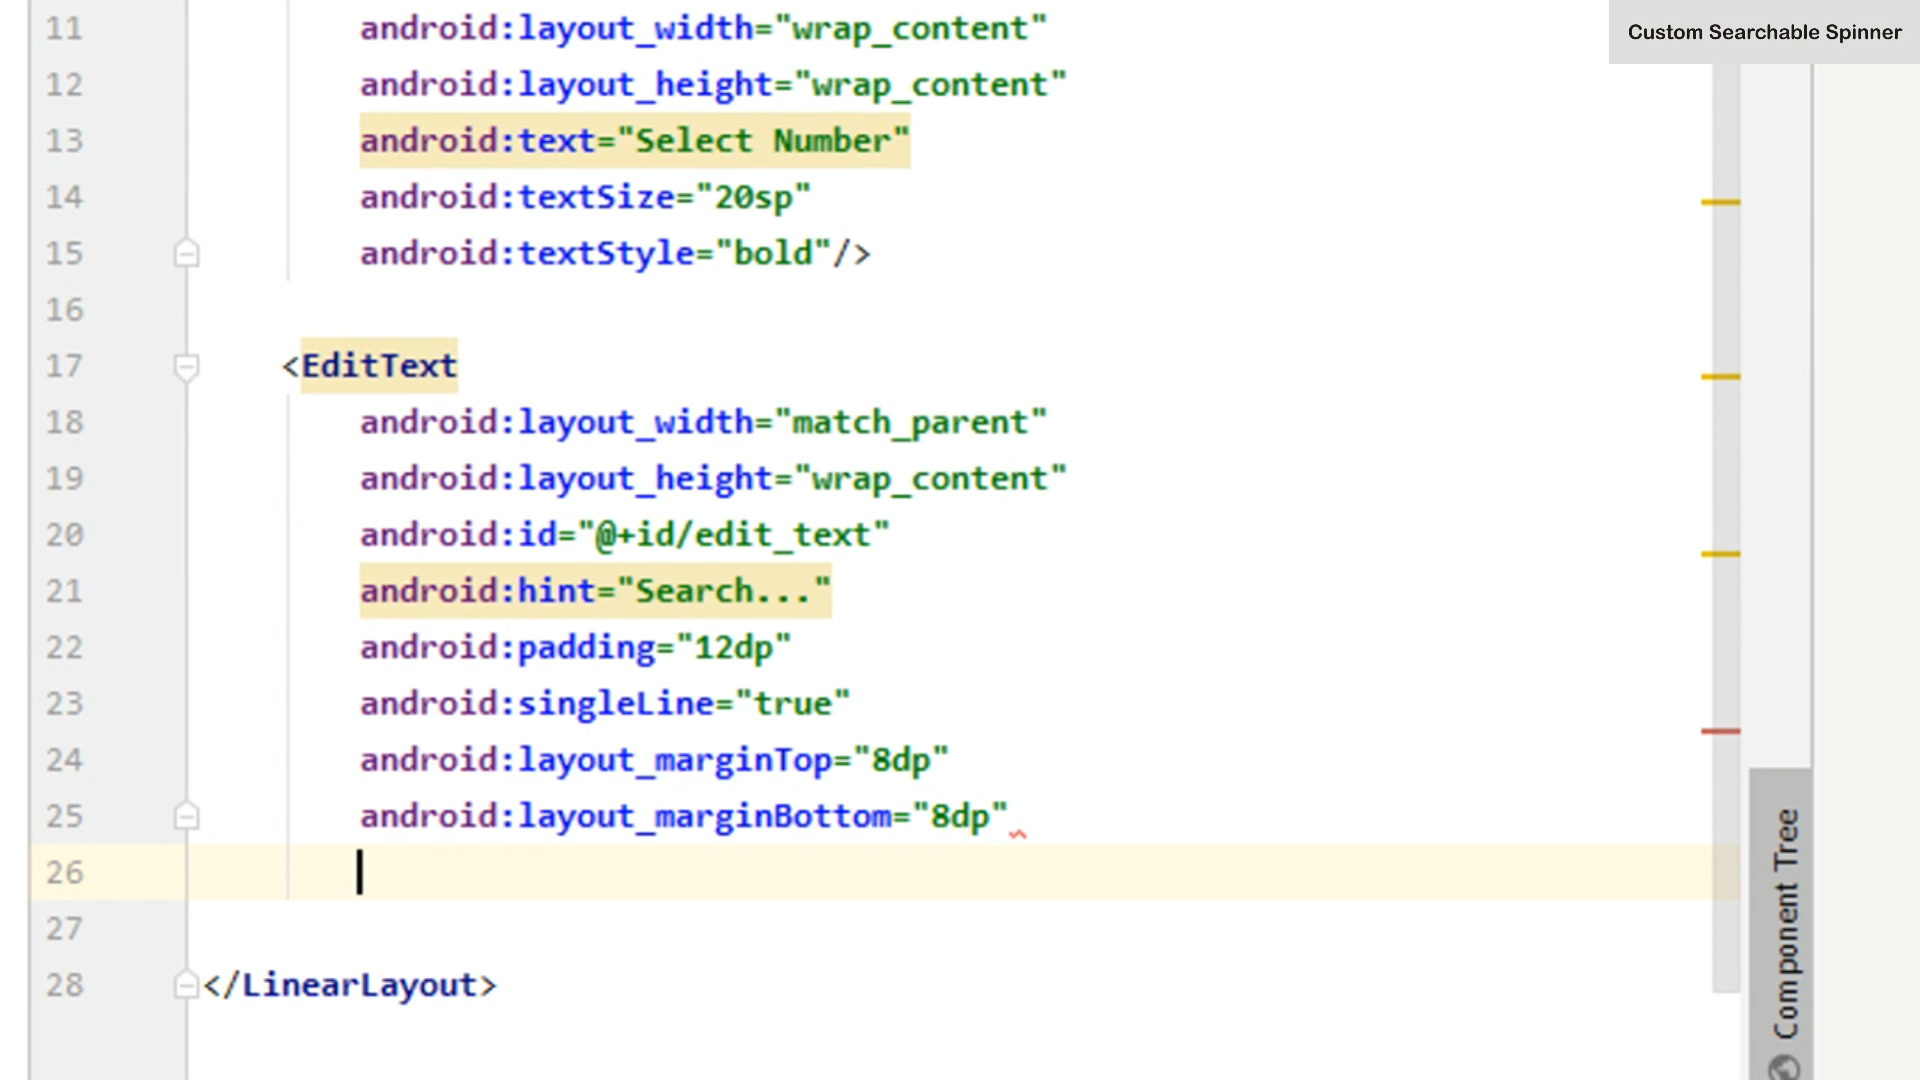 Custom Searchable Spinner
11 android:layout_width="wrap_content"
12 android:layout_height="wrap_content"
13 android:text="Select Number"
14 android:textSize="20sp"
15 android:textStyle="bold"/>
16
17 <EditText
18 android:layout_width="match_parent"
19 android:layout_height="wrap_content"
20 android:id="@+id/edit_text"
21 android:hint="Search..."
22 android:padding="12dp"
23 android:singleLine="true"
24 android:layout_marginTop="8dp"
25 android:layout_marginBottom="8dp"
26
27
28 </LinearLayout>
Component Tree